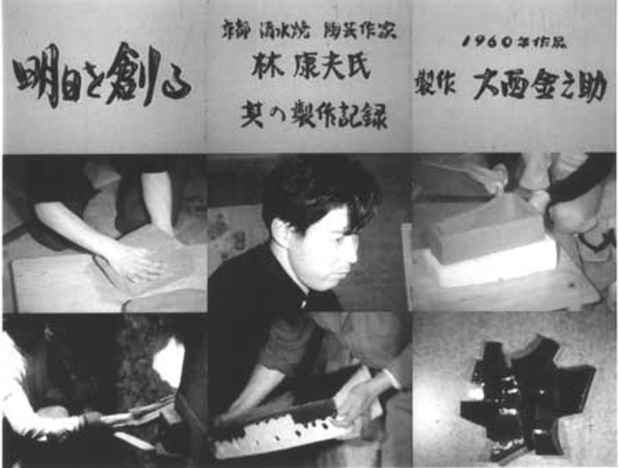 明日を創る
京都 清水焼 陶芸作家
林 康夫氏
其の製作記録
1960年作品
製作 大西金之助